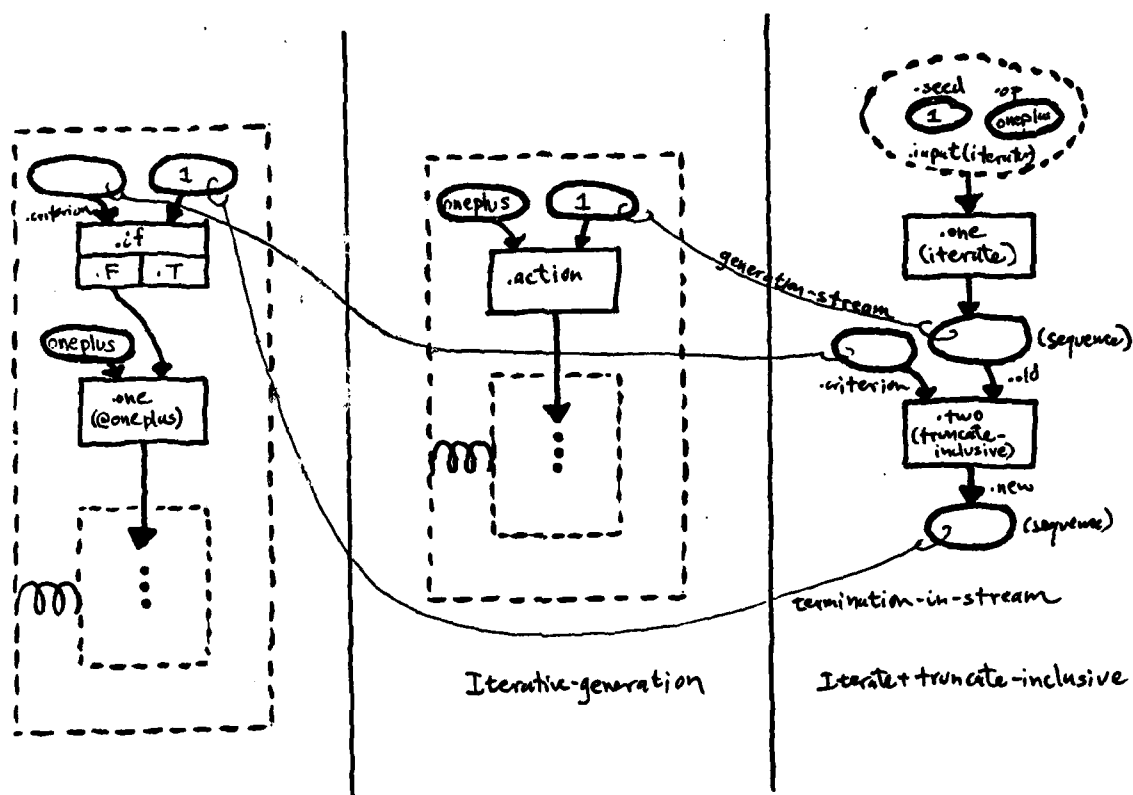 1
.criterion
.if
.F
.T
oneplus
.one
(@oneplus)
oneplus
1
.action
Iterative-generation
generation-stream
termination-in-stream
.seed
.op
1
oneplus
.input(iterate)
.one
(iterate)
(sequence)
.criterion
.old
.two
(truncate-
inclusive)
.new
(sequence)
Iterate+truncate-inclusive